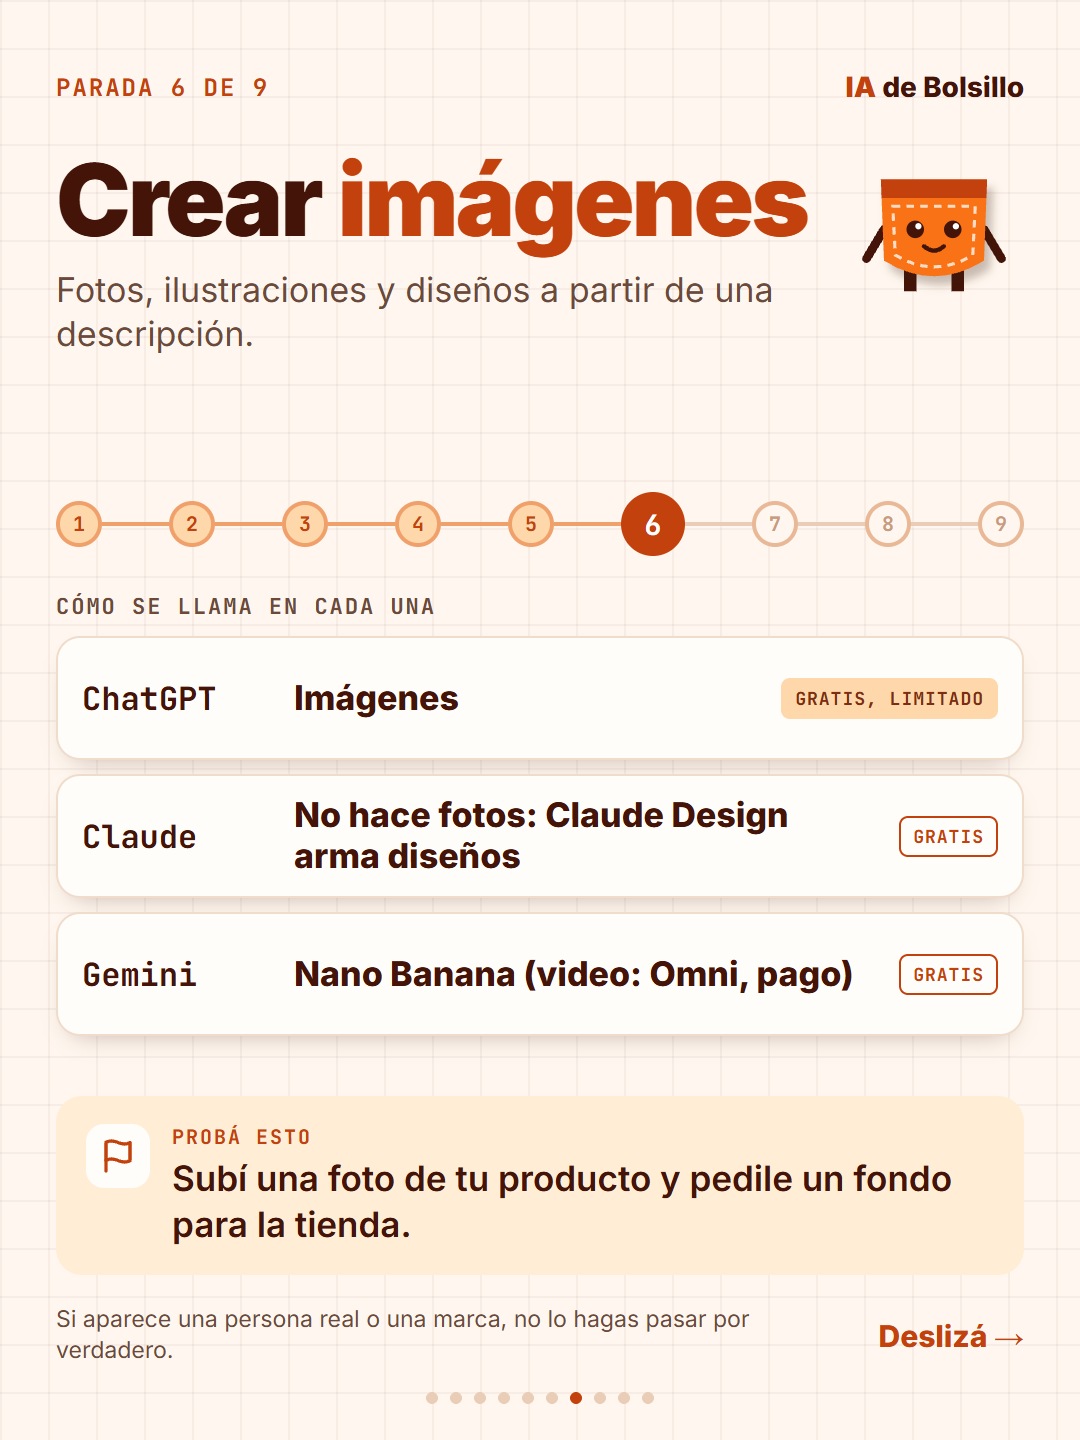 PARADA 6 DE 9
IA de Bolsillo
Crear imágenes
Fotos, ilustraciones y diseños a partir de una
descripción.
1 2 3 4 5 6 7 8 9
CÓMO SE LLAMA EN CADA UNA
ChatGPT
Imágenes
GRATIS, LIMITADO
Claude
No hace fotos: Claude Design
arma diseños
GRATIS
Gemini
Nano Banana (video: Omni, pago)
GRATIS
PROBÁ ESTO
Subí una foto de tu producto y pedile un fondo
para la tienda.
Si aparece una persona real o una marca, no lo hagas pasar por
verdadero.
Deslizá →